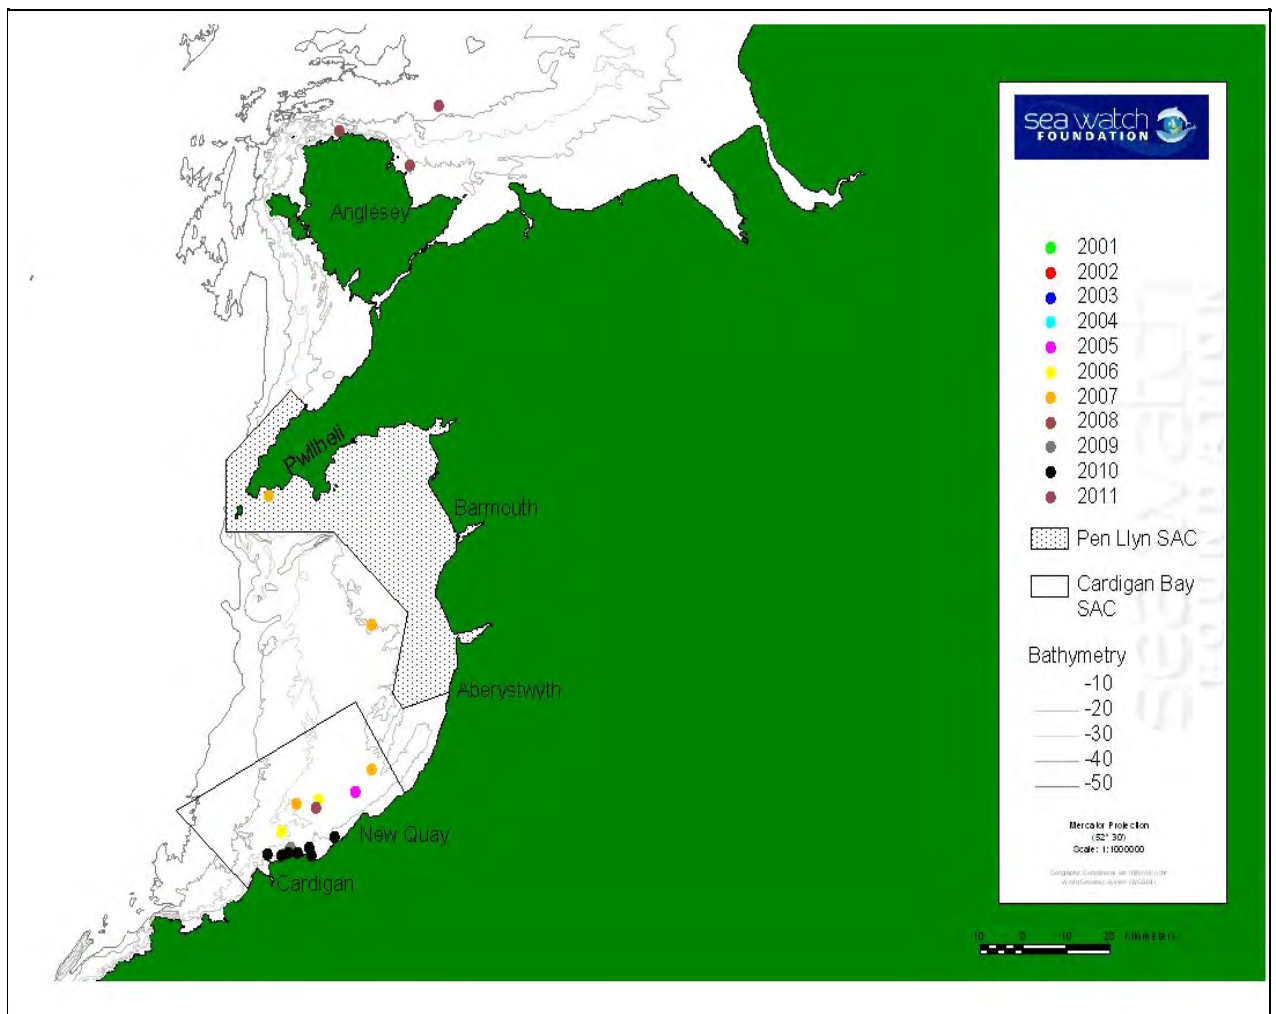 sea watch
FOUNDATION
Anglesey
Pwllheli
Barmouth
Aberystwyth
New Quay
Cardigan
2001
2002
2003
2004
2005
2006
2007
2008
2009
2010
2011
Pen Llyn SAC
Cardigan Bay
SAC
Bathymetry
-10
-20
-30
-40
-50
Mercator Projection
(52° 30)
Scale: 1:1000000
10 0 10 20 Kilometers